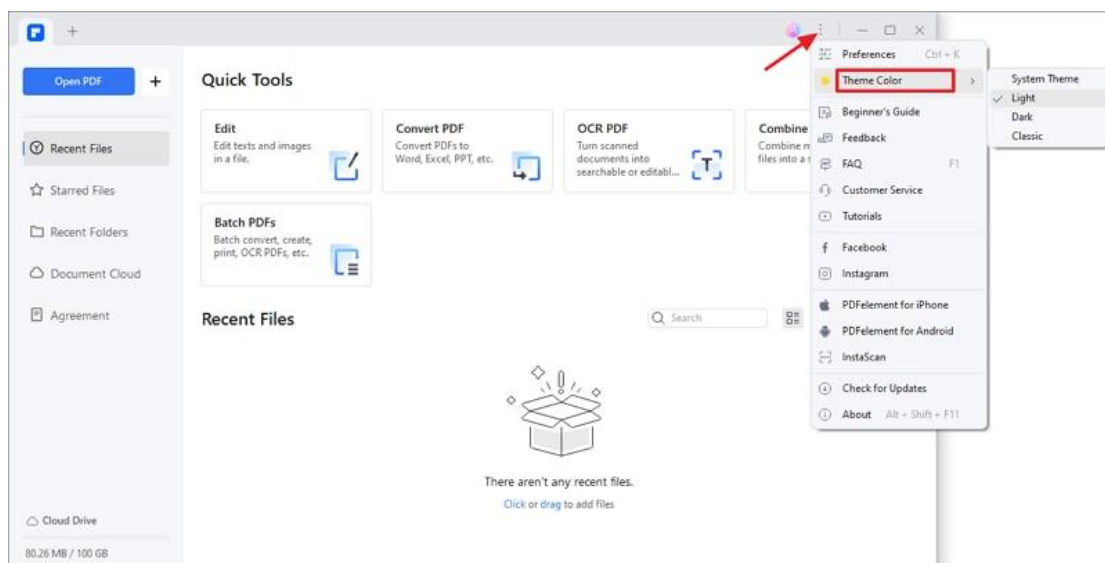 Open PDF
Recent Files
Starred Files
Recent Folders
Document Cloud
Agreement
Cloud Drive
80.26 MB / 100 GB
Quick Tools
Edit
Edit texts and images
in a file.
Convert PDF
Convert PDFs to
Word, Excel, PPT, etc.
OCR PDF
Turn scanned
documents into
searchable or editabl...
Combine
Combine
files into a
Batch PDFs
Batch convert, create,
print, OCR PDFs, etc.
Recent Files
Search
There aren't any recent files.
Click or drag to add files
Preferences Ctrl + K
Theme Color
Beginner's Guide
Feedback
FAQ F1
Customer Service
Tutorials
Facebook
Instagram
PDFelement for iPhone
PDFelement for Android
InstaScan
Check for Updates
About Alt + Shift + F11
System Theme
Light
Dark
Classic